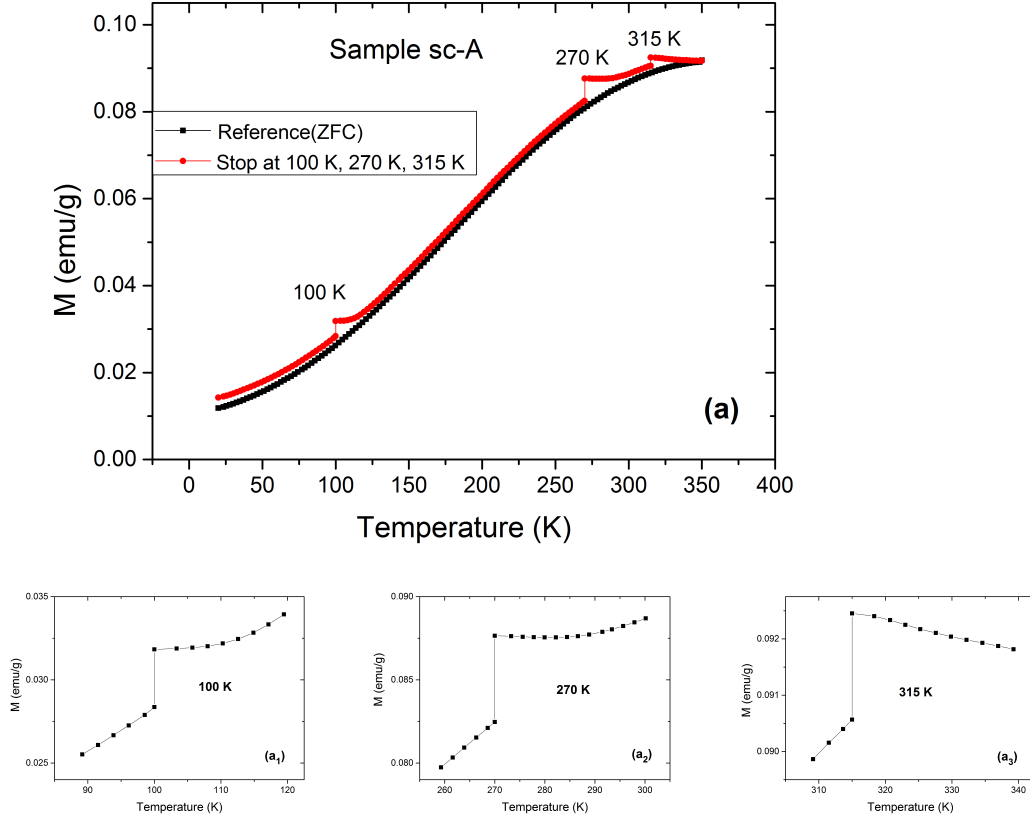 Sample sc-A
315 K
270 K
Reference(ZFC)
Stop at 100 K, 270 K, 315 K
100 K
(a)
M (emu/g)
0.10
0.08
0.06
0.04
0.02
0.00
0 50 100 150 200 250 300 350 400
Temperature (K)
M (emu/g)
0.035
0.030
0.025
100 K
(a1)
90 100 110 120
Temperature (K)
M (emu/g)
0.090
0.085
0.080
270 K
(a2)
260 270 280 290 300
Temperature (K)
M (emu/g)
0.092
0.091
0.090
315 K
(a3)
310 320 330 340
Temperature (K)